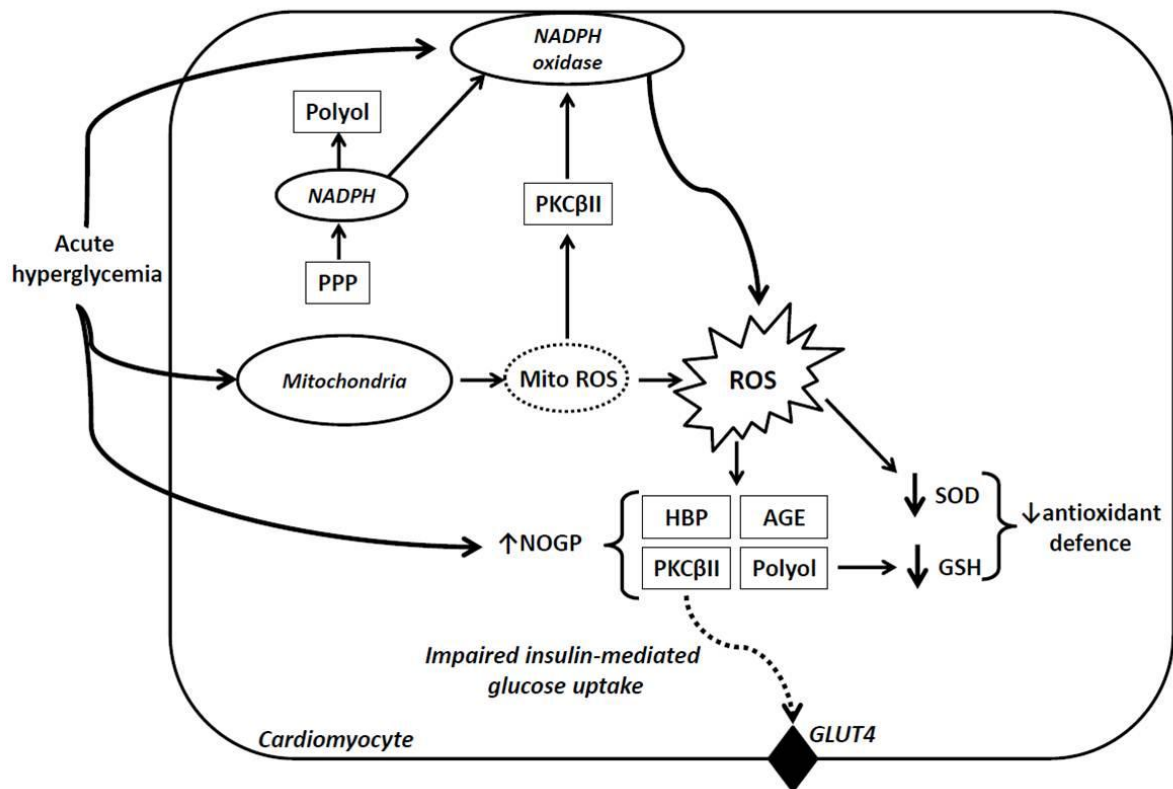 NADPH
oxidase
Polyol
NADPH
PKCβII
Acute
hyperglycemia
PPP
Mitochondria
Mito ROS
ROS
HBP
AGE
↓ SOD
↓antioxidant
defence
↑NOGP
PKCβII
Polyol
↓ GSH
Impaired insulin-mediated
glucose uptake
Cardiomyocyte
GLUT4